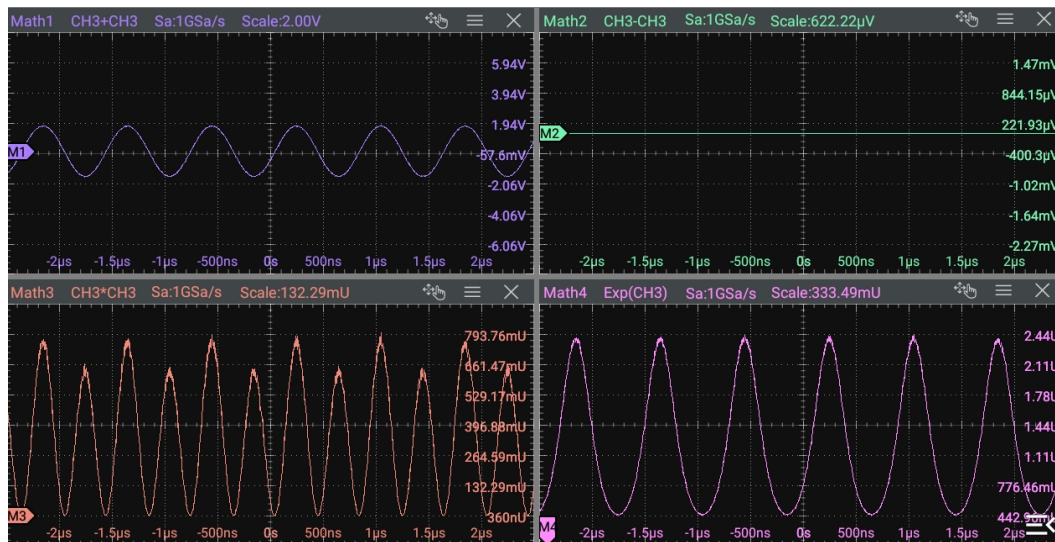 Math1 CH3+CH3 Sa:1GSa/s Scale:2.00V
5.94V
3.94V
1.94V
M1
-57.6mV
-2.06V
-4.06V
-6.06V
-2µs -1.5µs -1µs -500ns 0s 500ns 1µs 1.5µs 2µs
Math2 CH3-CH3 Sa:1GSa/s Scale:622.22µV
1.47mV
844.15µV
221.93µV
M2
-400.3µV
-1.02mV
-1.64mV
-2.27mV
-2µs -1.5µs -1µs -500ns 0s 500ns 1µs 1.5µs 2µs
Math3 CH3*CH3 Sa:1GSa/s Scale:132.29mU
793.76mU
661.47mU
529.17mU
396.88mU
264.59mU
132.29mU
M3
360nU
-2µs -1.5µs -1µs -500ns 0s 500ns 1µs 1.5µs 2µs
Math4 Exp(CH3) Sa:1GSa/s Scale:333.49mU
2.44U
2.11U
1.78U
1.44U
1.11U
776.46mU
M4
-2µs -1.5µs -1µs -500ns 0s 500ns 1µs 1.5µs 2µs